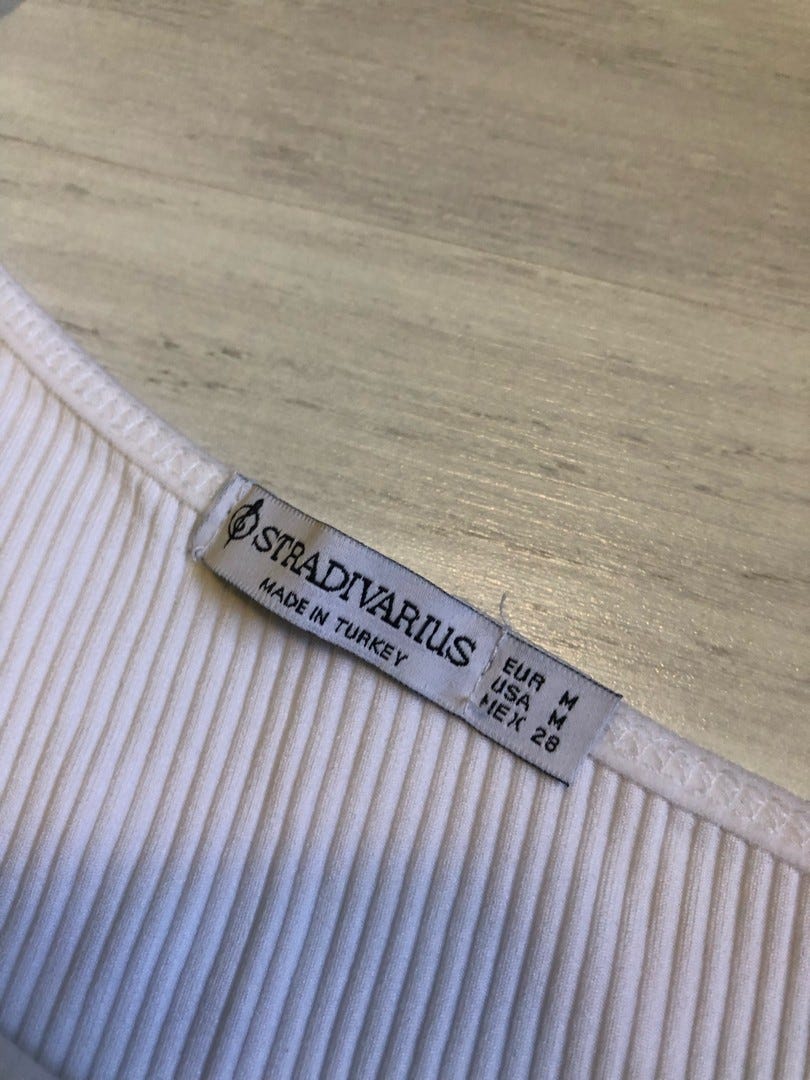 STRADIVARIUS
MADE IN TURKEY
EUR M
USA M
MEX 28